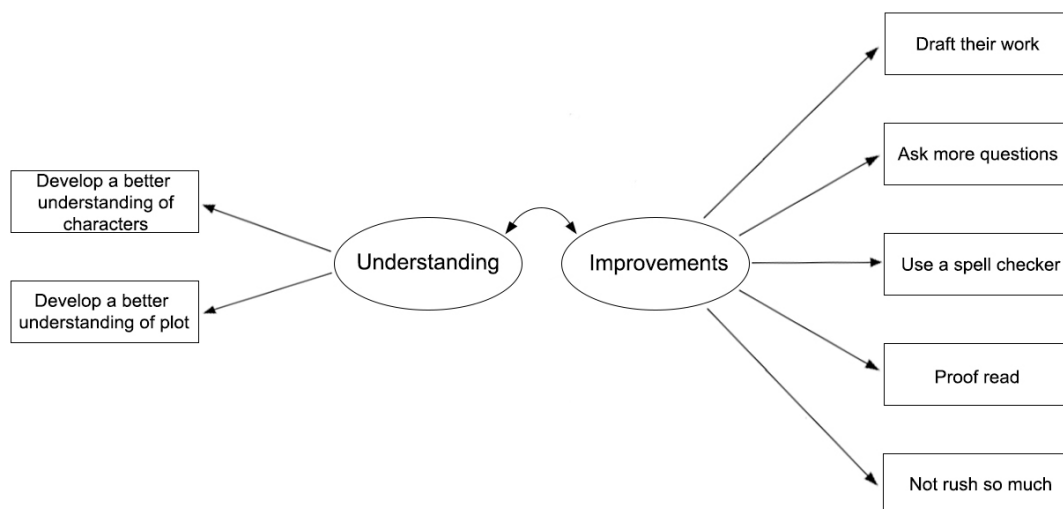 Develop a better
understanding of
characters
Develop a better
understanding of plot
Understanding
Improvements
Draft their work
Ask more questions
Use a spell checker
Proof read
Not rush so much